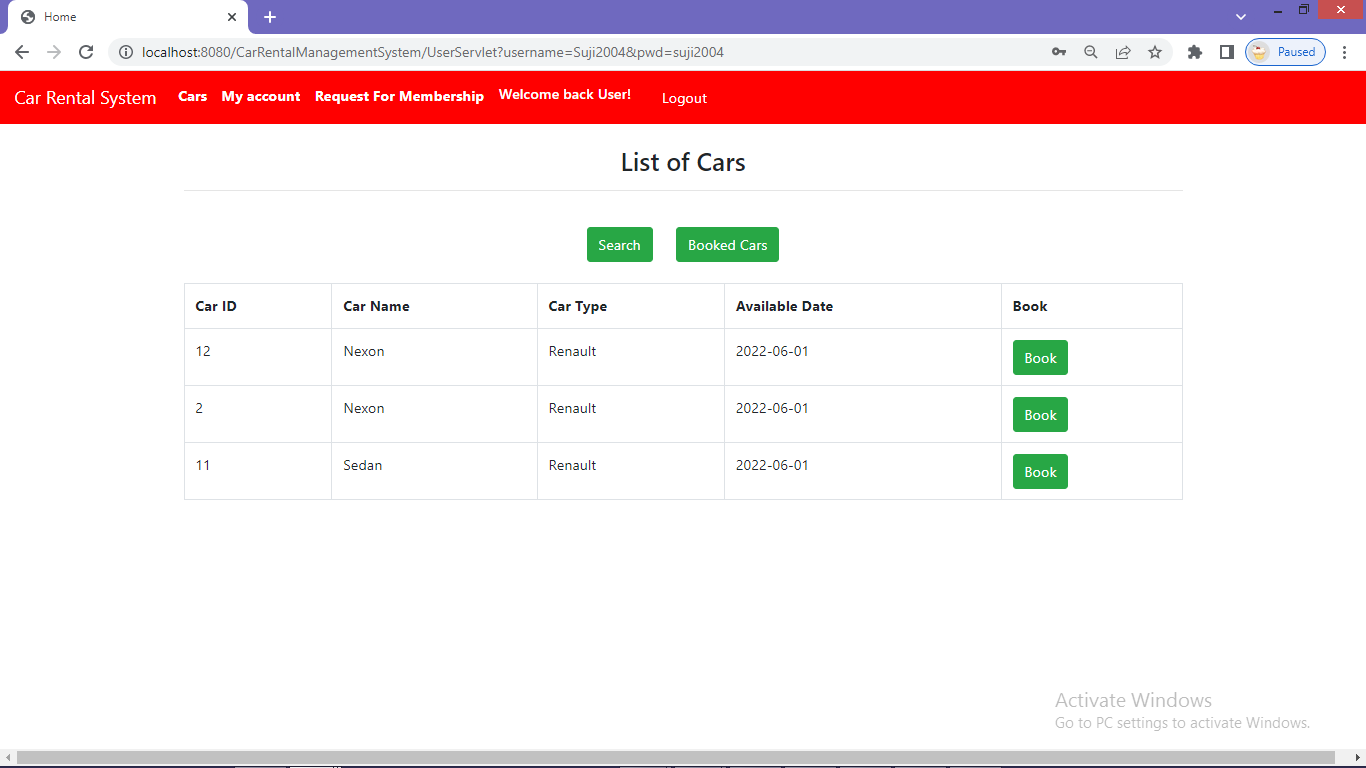 Home
localhost:8080/CarRentalManagementSystem/UserServlet?username=Suji2004&pwd=suji2004
Paused
Car Rental System Cars My account Request For Membership Welcome back User! Logout
List of Cars
Search Booked Cars
Car ID Car Name Car Type Available Date Book
12 Nexon Renault 2022-06-01 Book
2 Nexon Renault 2022-06-01 Book
11 Sedan Renault 2022-06-01 Book
Activate Windows
Go to PC settings to activate Windows.